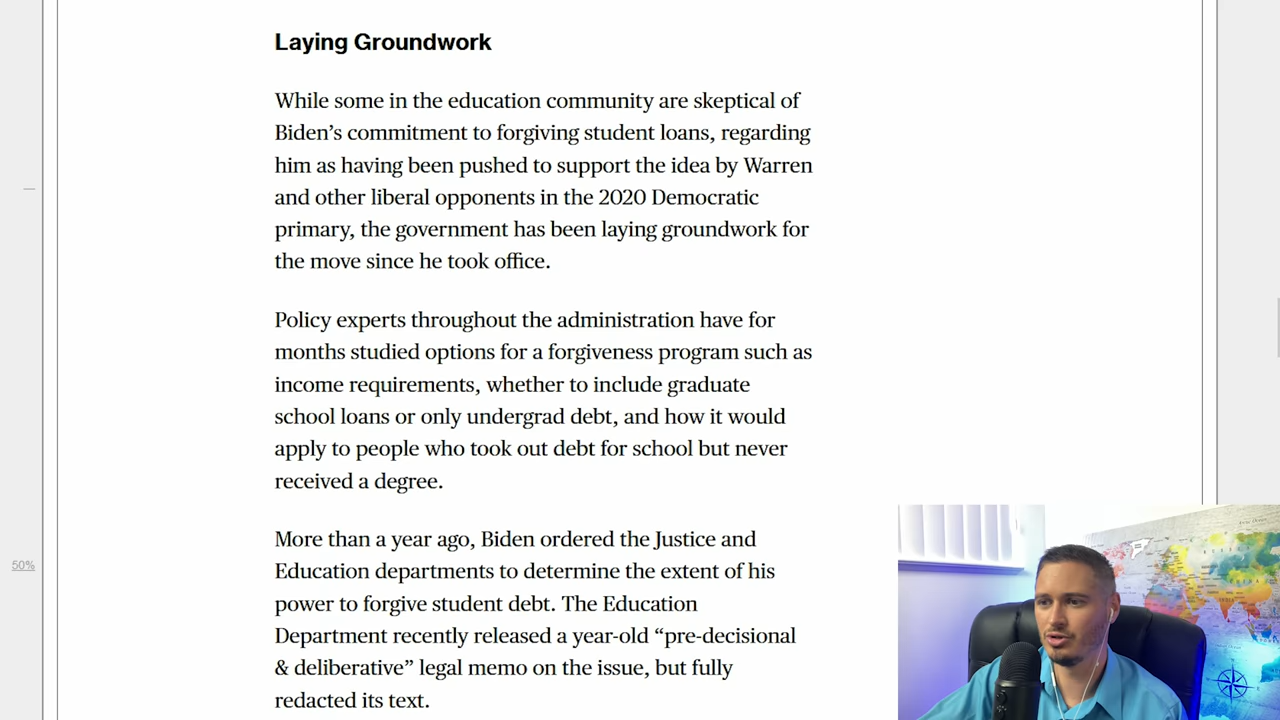 Laying Groundwork
While some in the education community are skeptical of
Biden’s commitment to forgiving student loans, regarding
him as having been pushed to support the idea by Warren
and other liberal opponents in the 2020 Democratic
primary, the government has been laying groundwork for
the move since he took office.
Policy experts throughout the administration have for
months studied options for a forgiveness program such as
income requirements, whether to include graduate
school loans or only undergrad debt, and how it would
apply to people who took out debt for school but never
received a degree.
More than a year ago, Biden ordered the Justice and
Education departments to determine the extent of his
50%
power to forgive student debt. The Education
Department recently released a year-old “pre-decisional
& deliberative” legal memo on the issue, but fully
redacted its text.